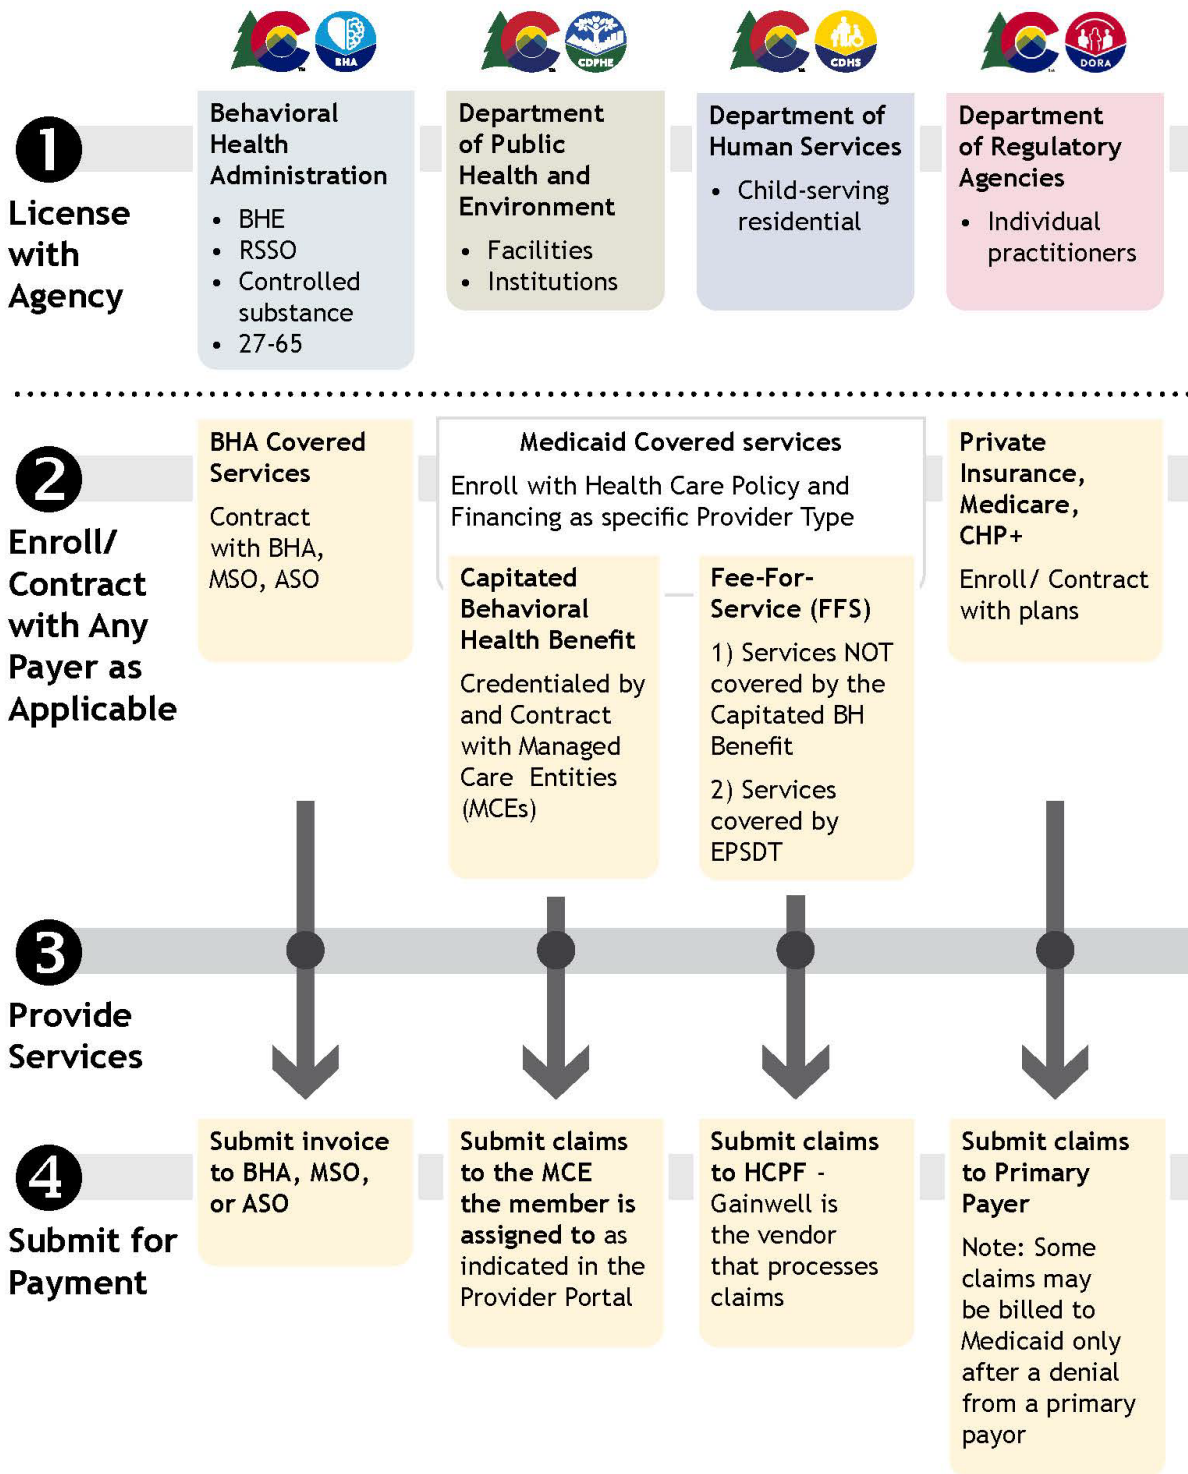 BHA
CDPHE
CDHS
DORA
1
License
with
Agency
Behavioral
Health
Administration
• BHE
• RSSO
• Controlled
substance
• 27-65
Department
of Public
Health and
Environment
• Facilities
• Institutions
Department of
Human Services
• Child-serving
residential
Department
of Regulatory
Agencies
• Individual
practitioners
2
Enroll/
Contract
with Any
Payer as
Applicable
BHA Covered
Services
Contract
with BHA,
MSO, ASO
Medicaid Covered services
Enroll with Health Care Policy and
Financing as specific Provider Type
Capitated
Behavioral
Health Benefit
Credentialed by
and Contract
with Managed
Care Entities
(MCEs)
Fee-For-
Service (FFS)
1) Services NOT
covered by the
Capitated BH
Benefit
2) Services
covered by
EPSDT
Private
Insurance,
Medicare,
CHP+
Enroll/ Contract
with plans
3
Provide
Services
4
Submit for
Payment
Submit invoice
to BHA, MSO,
or ASO
Submit claims
to the MCE
the member is
assigned to as
indicated in the
Provider Portal
Submit claims
to HCPF -
Gainwell is
the vendor
that processes
claims
Submit claims
to Primary
Payer
Note: Some
claims may
be billed to
Medicaid only
after a denial
from a primary
payor